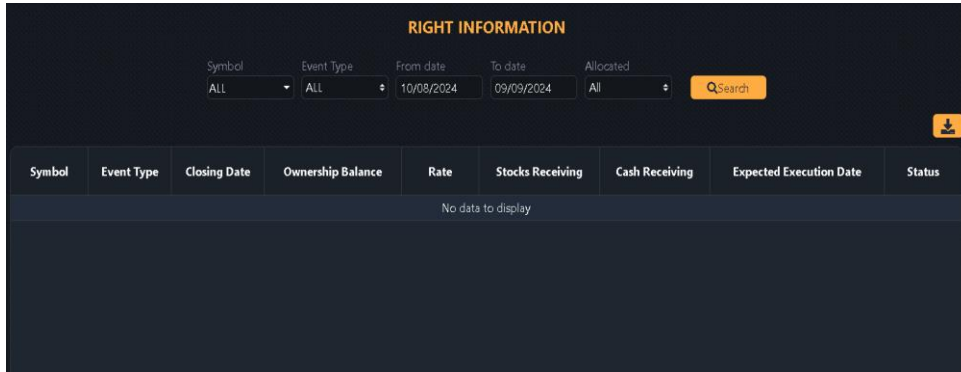 RIGHT INFORMATION
Symbol Event Type From date To date Allocated
ALL ALL 10/08/2024 09/09/2024 All Search
Symbol Event Type Closing Date Ownership Balance Rate Stocks Receiving Cash Receiving Expected Execution Date Status
No data to display